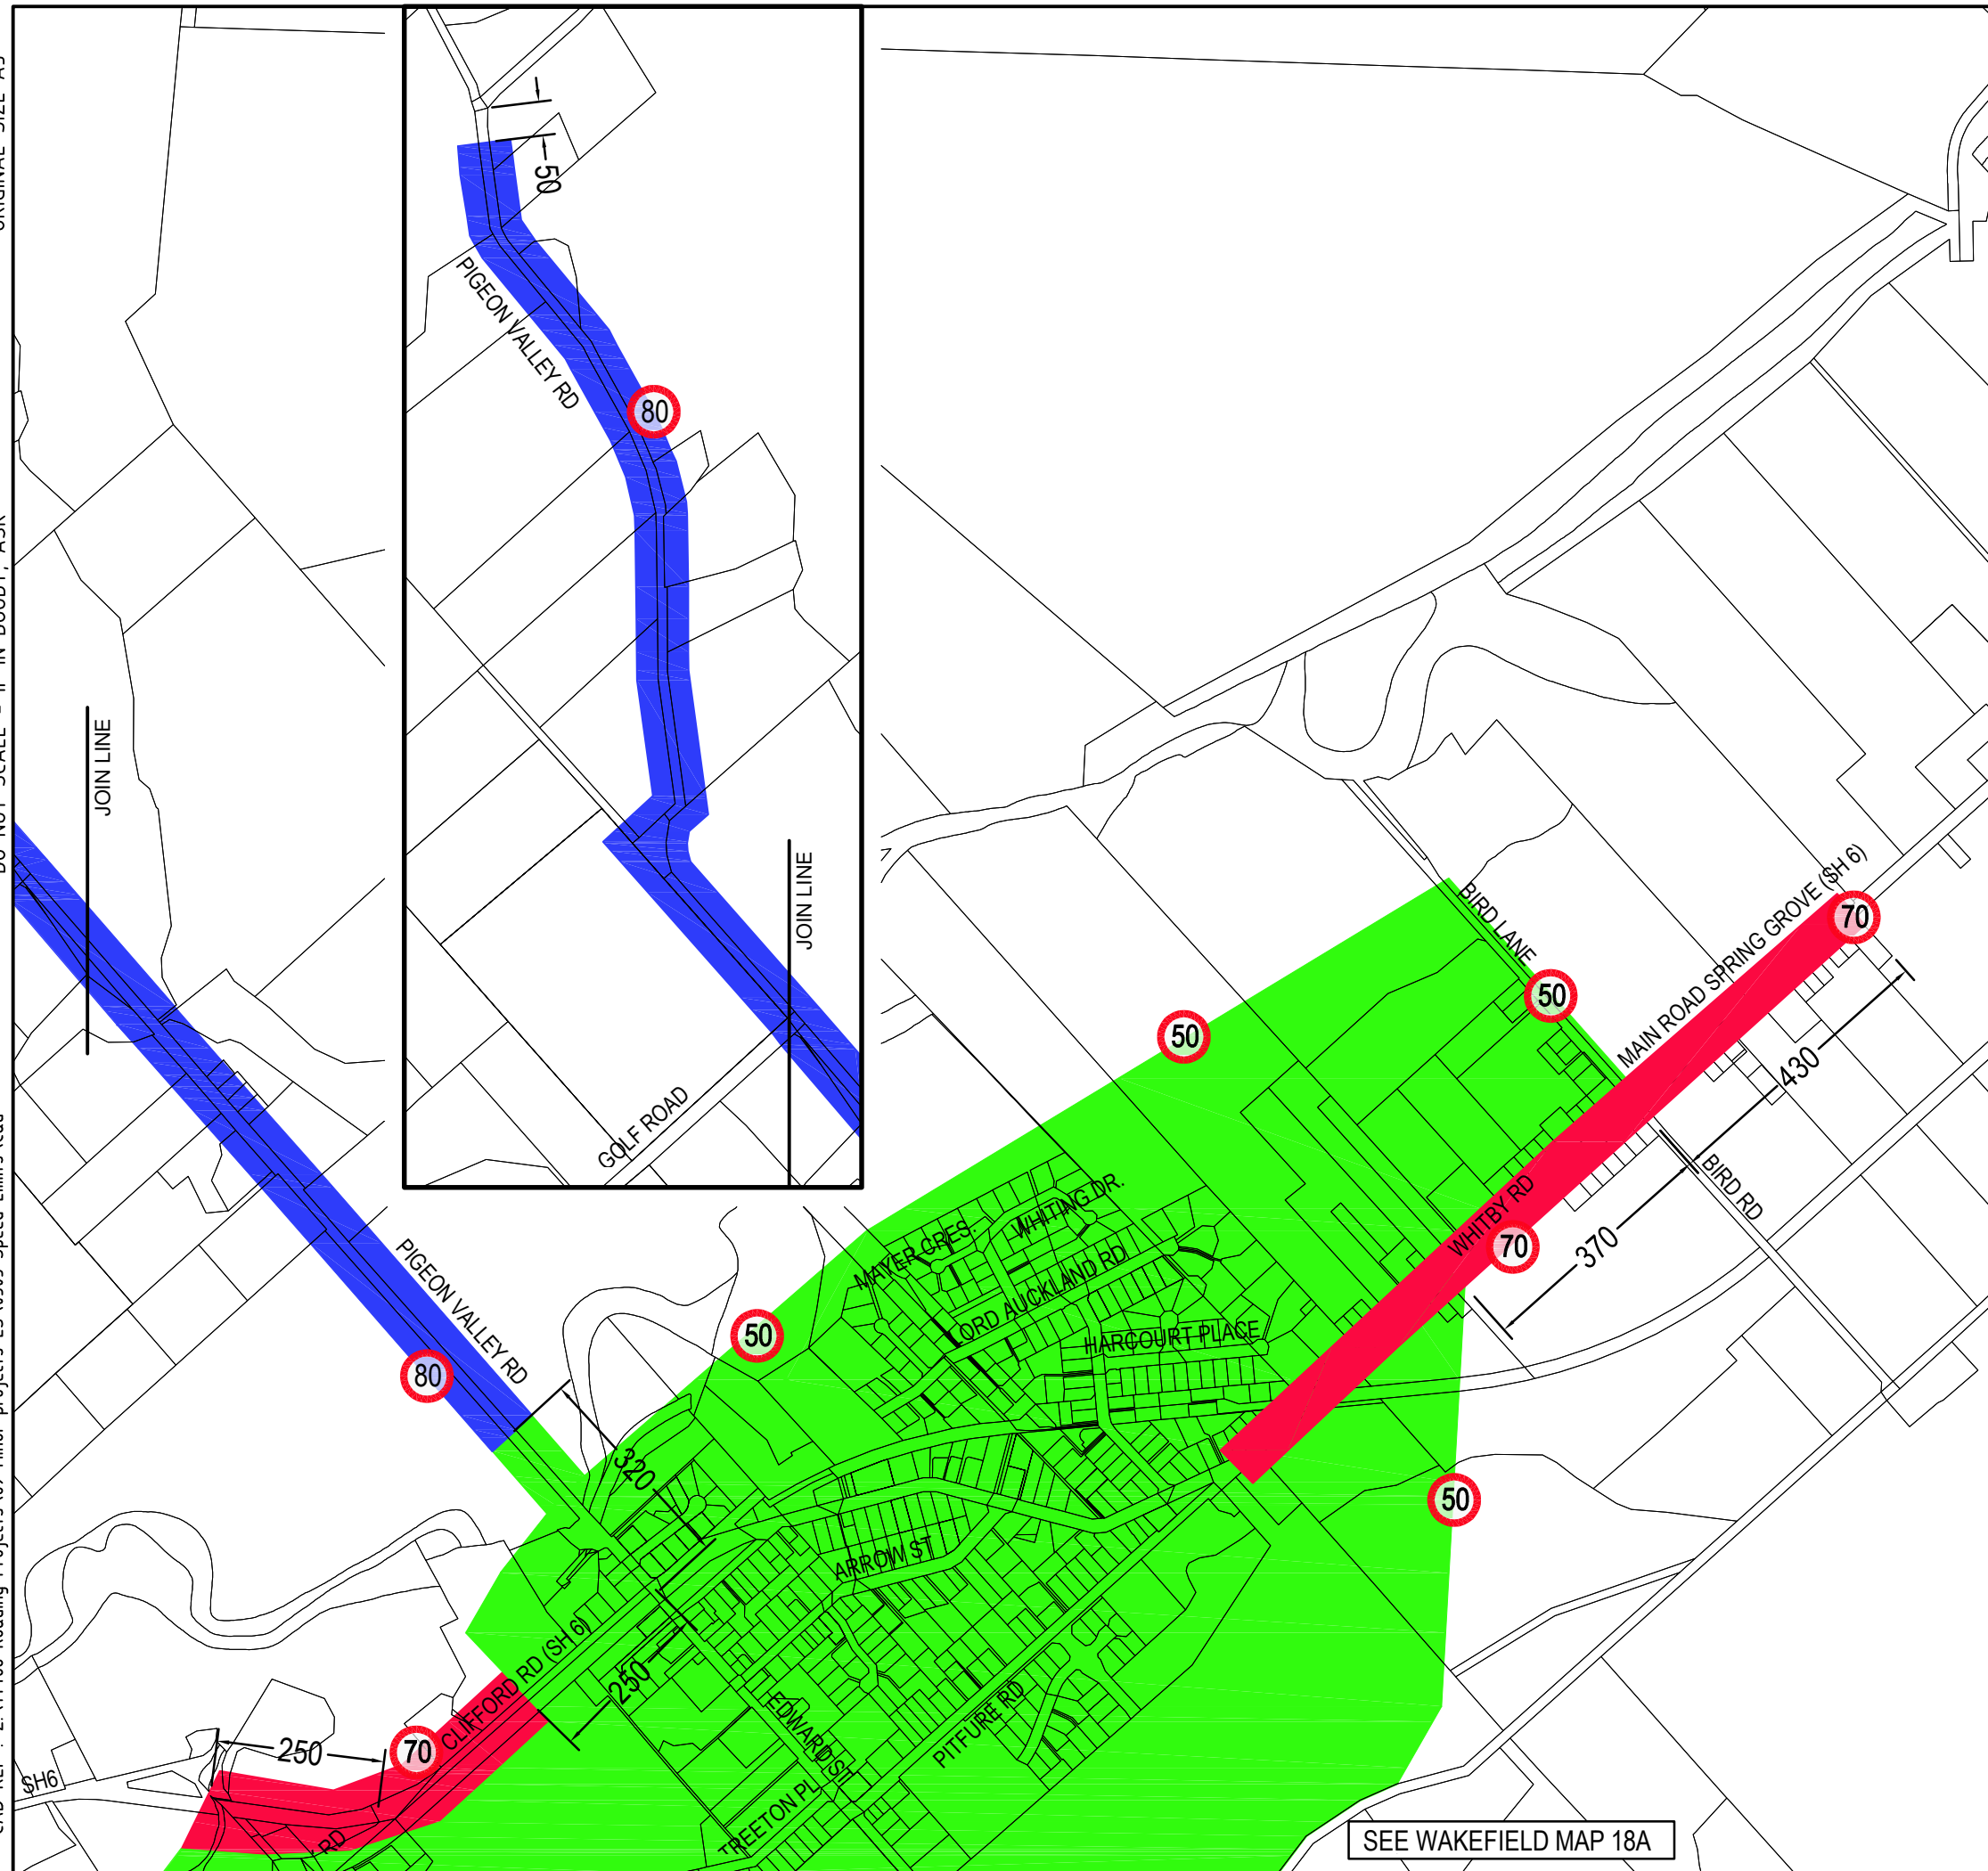 50
PIGEON VALLEY RD
80
JOIN LINE
JOIN LINE
GOLF ROAD
BIRD LANE
MAIN ROAD SPRING GROVE (SH 6)
70
50
50
430
BIRD RD
WHITBY RD
70
370
WHITING DR.
MAYER CRES.
LORD AUCKLAND RD
HARCOURT PLACE
PIGEON VALLEY RD
50
80
320
50
ARROW ST
CLIFFORD RD (SH 6)
250
EDWARD ST
PITFURE RD
TREETON PL
70
250
SH6
RD
SEE WAKEFIELD MAP 18A